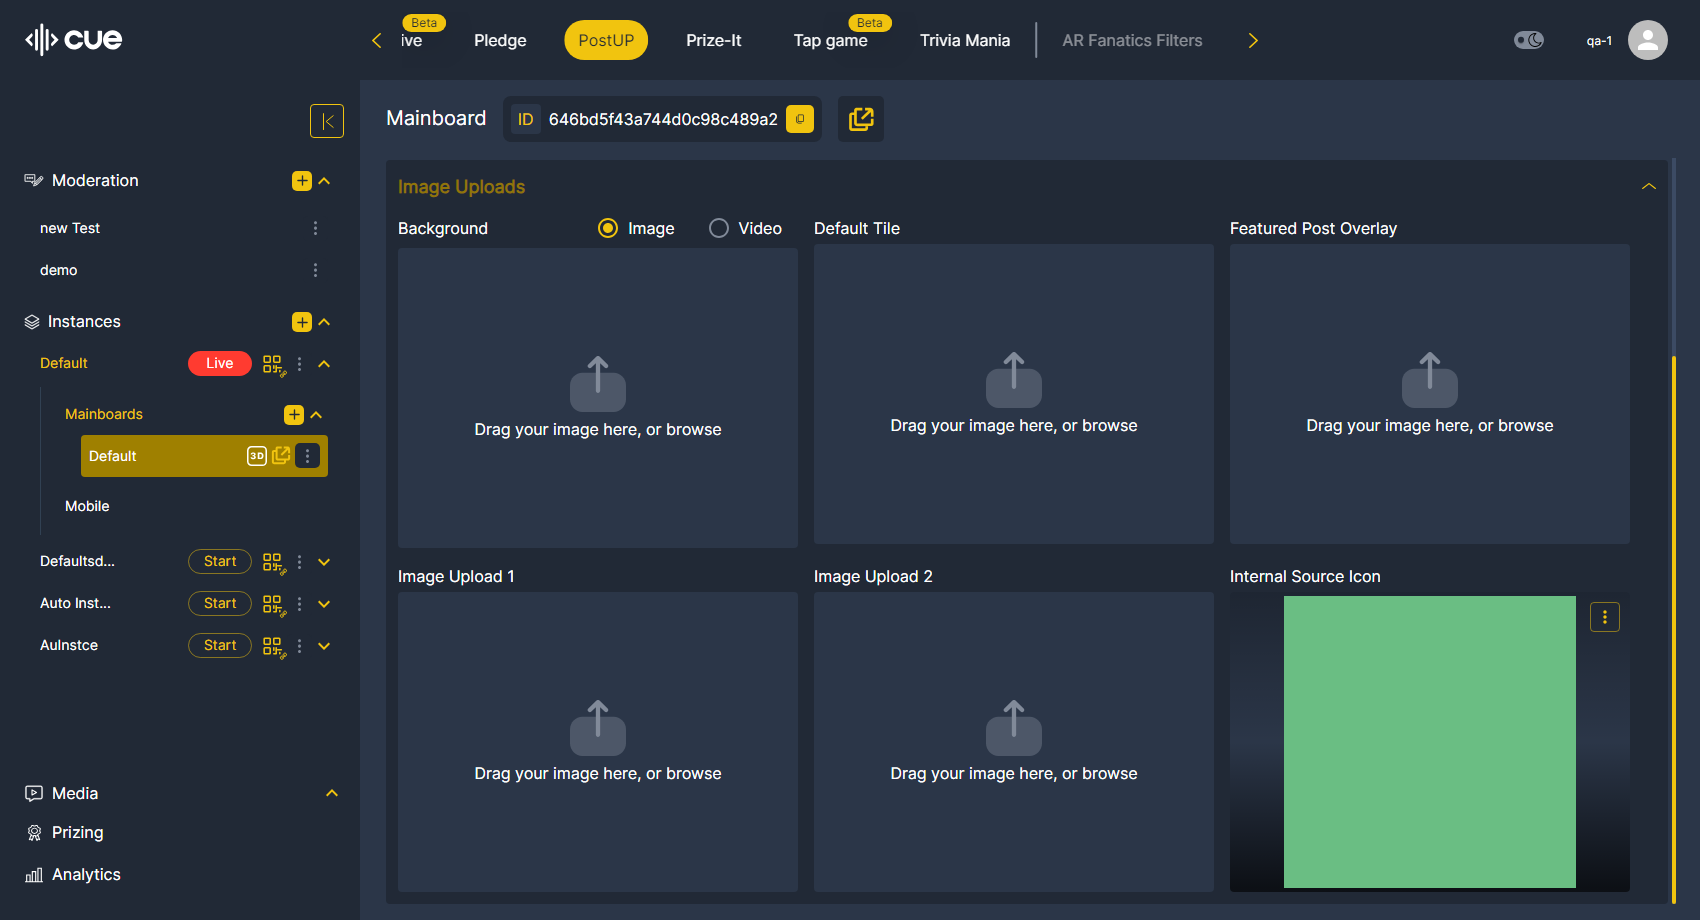 cue
Beta
ive
Pledge
PostUP
Prize-It
Beta
Tap game
Trivia Mania
AR Fanatics Filters
qa-1
Mainboard
ID
646bd5f43a744d0c98c489a2
Moderation
new Test
demo
Instances
Default
Live
Mainboards
Default
3D
Mobile
Defaultsd...
Start
Auto Inst...
Start
AuInstce
Start
Media
Prizing
Analytics
Image Uploads
Background
Image
Video
Default Tile
Featured Post Overlay
Drag your image here, or browse
Drag your image here, or browse
Drag your image here, or browse
Image Upload 1
Image Upload 2
Internal Source Icon
Drag your image here, or browse
Drag your image here, or browse